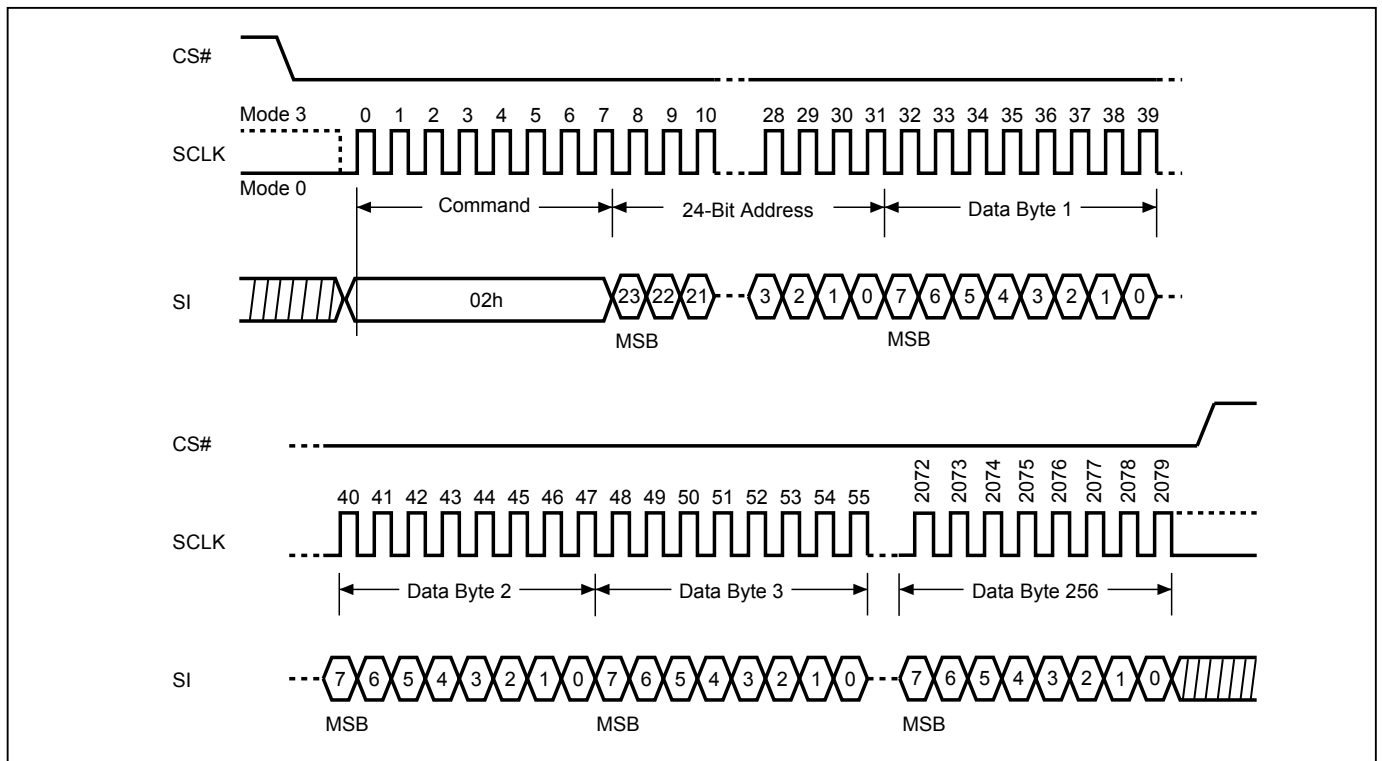 CS#
Mode 3 0 1 2 3 4 5 6 7 8 9 10 28 29 30 31 32 33 34 35 36 37 38 39
SCLK
Mode 0
Command 24-Bit Address Data Byte 1
SI 02h 23 22 21 3 2 1 0 7 6 5 4 3 2 1 0
MSB MSB
CS#
40 41 42 43 44 45 46 47 48 49 50 51 52 53 54 55 2072 2073 2074 2075 2076 2077 2078 2079
SCLK
Data Byte 2 Data Byte 3 Data Byte 256
SI 7 6 5 4 3 2 1 0 7 6 5 4 3 2 1 0 7 6 5 4 3 2 1 0
MSB MSB MSB